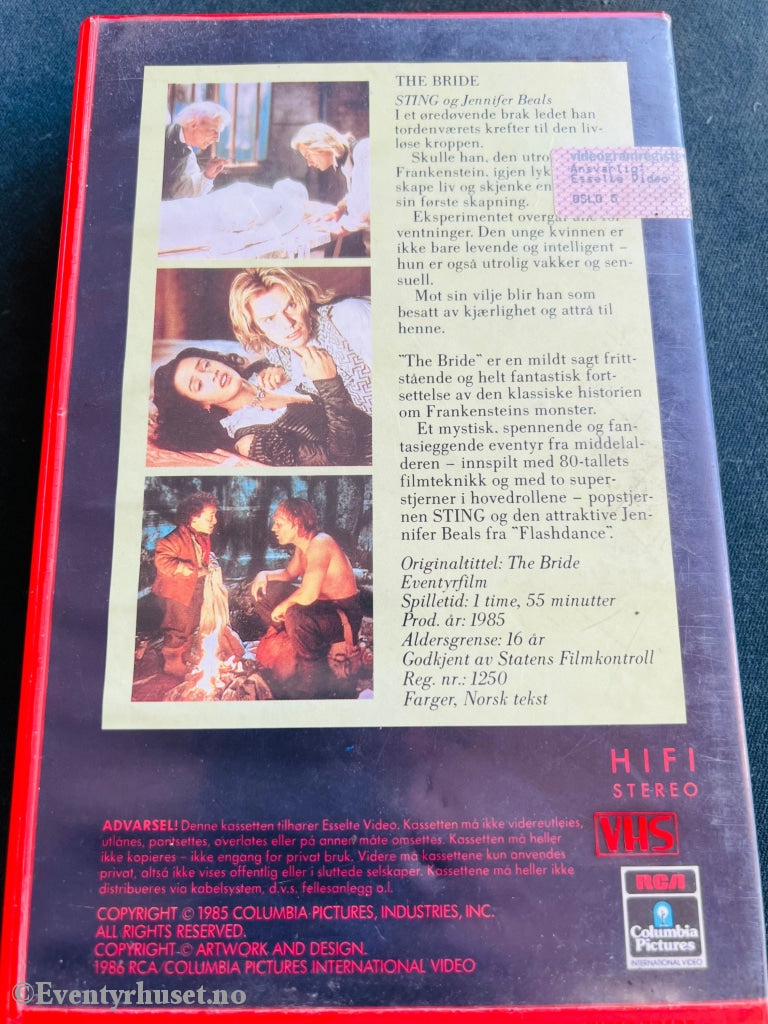 THE BRIDE
STING og Jennifer Beals
I et øredøvende brak ledet han
tordenværets krefter til den liv-
løse kroppen.
Skulle han, den utro
Frankenstein, igjen lyk
skape liv og skjenke en
sin første skapning.
Eksperimentet overgår
ventninger. Den unge kvinnen er
ikke bare levende og intelligent –
hun er også utrolig vakker og sen-
suell.
Mot sin vilje blir han som
besatt av kjærlighet og attrå til
henne.
"The Bride" er en mildt sagt fritt-
stående og helt fantastisk fort-
settelse av den klassiske historien
om Frankensteins monster.
Et mystisk, spennende og fan-
tasieggende eventyr fra middelal-
deren – innspilt med 80-tallets
filmteknikk og med to super-
stjerner i hovedrollene – popstjer-
nen STING og den attraktive Jen-
nifer Beals fra "Flashdance".
Originaltittel: The Bride
Eventyrfilm
Spilletid: 1 time, 55 minutter
Prod. år: 1985
Aldersgrense: 16 år
Godkjent av Statens Filmkontroll
Reg. nr.: 1250
Farger, Norsk tekst
videogramregiste
Ansvarlig:
Esselte Video
OSLO 5
HIFI
STEREO
VHS
RCA
Columbia
Pictures
INTERNATIONAL VIDEO
ADVARSEL! Denne kassetten tilhører Esselte Video. Kassetten må ikke videreutleies,
utlånes, pantsettes, overlates eller på annen måte omsettes. Kassetten må heller
ikke kopieres – ikke engang for privat bruk. Videre må kassettene kun anvendes
privat, altså ikke vises offentlig eller i sluttede selskaper. Kassettene må heller ikke
distribueres via kabelsystem, d.v.s. fellesanlegg o.l.
COPYRIGHT © 1985 COLUMBIA PICTURES, INDUSTRIES, INC.
ALL RIGHTS RESERVED.
COPYRIGHT © ARTWORK AND DESIGN
1986 RCA/COLUMBIA PICTURES INTERNATIONAL VIDEO
©Eventyrhuset.no